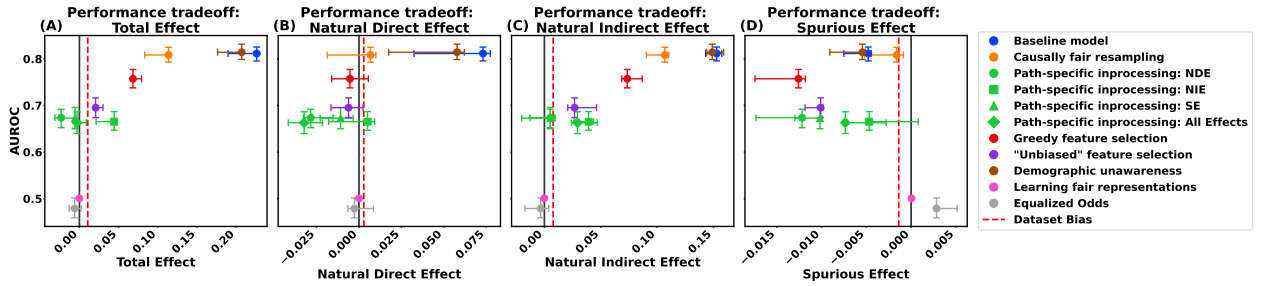 (A) Performance tradeoff:
Total Effect
(B) Performance tradeoff:
Natural Direct Effect
(C) Performance tradeoff:
Natural Indirect Effect
(D) Performance tradeoff:
Spurious Effect
AUROC
0.8
0.7
0.6
0.5
0.00 0.05 0.10 0.15 0.20
Total Effect
−0.025 0.000 0.025 0.050 0.075
Natural Direct Effect
0.00 0.05 0.10 0.15
Natural Indirect Effect
−0.015 −0.010 −0.005 0.000 0.005
Spurious Effect
Baseline model
Causally fair resampling
Path-specific inprocessing: NDE
Path-specific inprocessing: NIE
Path-specific inprocessing: SE
Path-specific inprocessing: All Effects
Greedy feature selection
"Unbiased" feature selection
Demographic unawareness
Learning fair representations
Equalized Odds
Dataset Bias